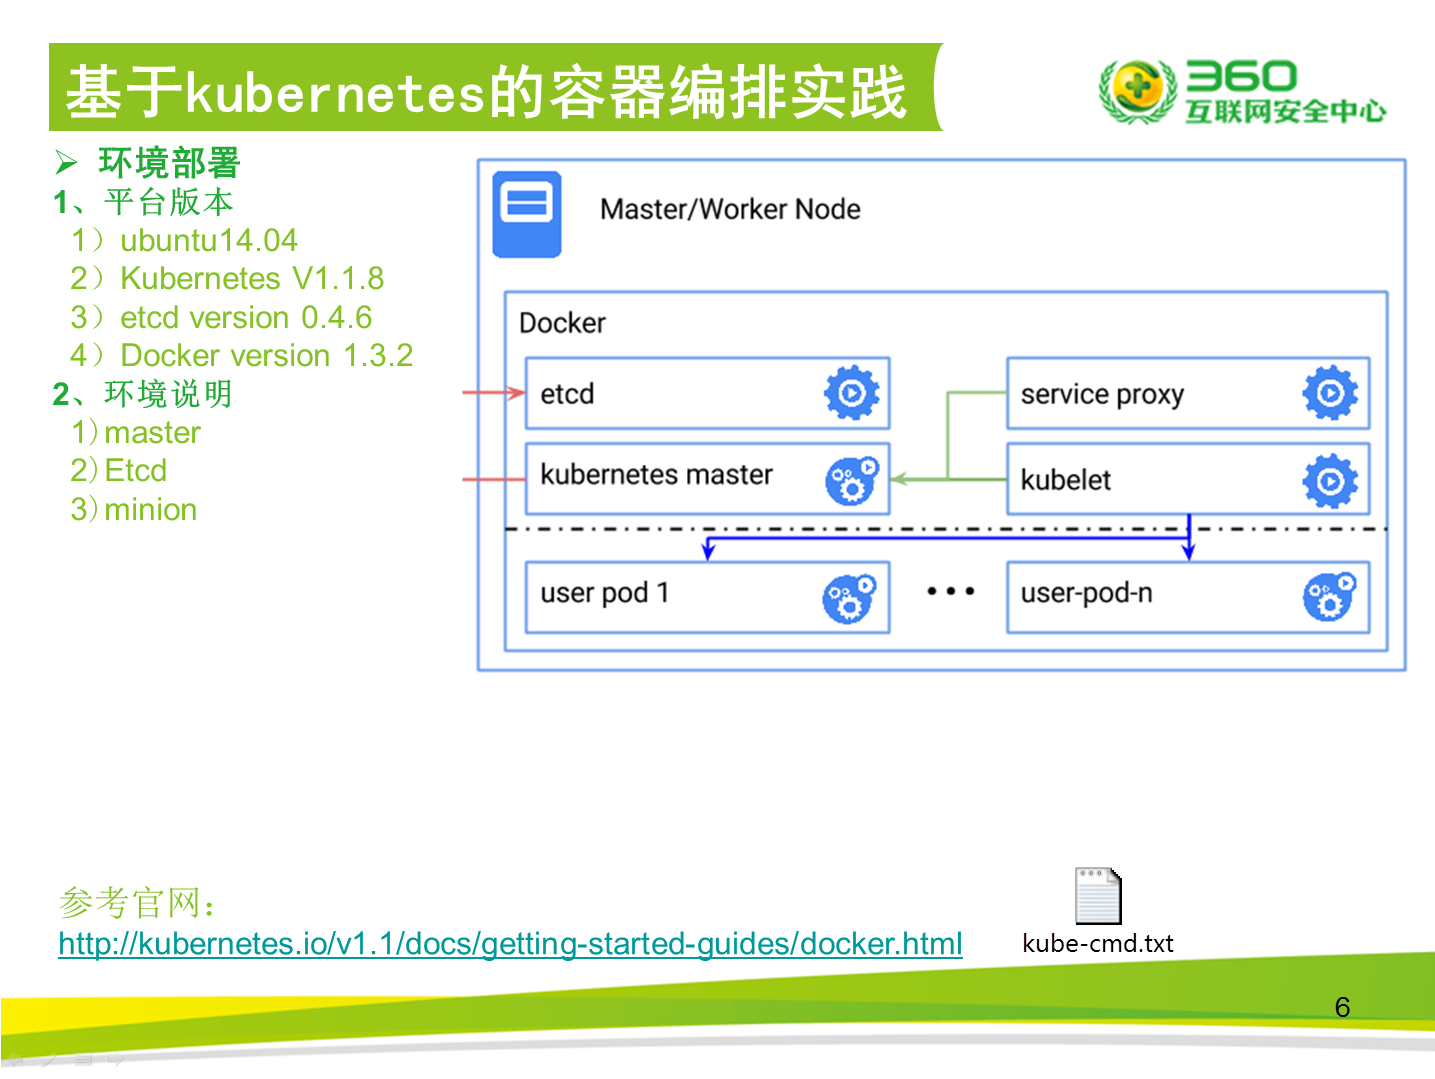 基于kubernetes的容器编排实践
360
互联网安全中心
环境部署
1、平台版本
1）ubuntu14.04
2）Kubernetes V1.1.8
3）etcd version 0.4.6
4）Docker version 1.3.2
2、环境说明
1)master
2)Etcd
3)minion
Master/Worker Node
Docker
etcd
service proxy
kubernetes master
kubelet
user pod 1
...
user-pod-n
参考官网：
http://kubernetes.io/v1.1/docs/getting-started-guides/docker.html
kube-cmd.txt
6